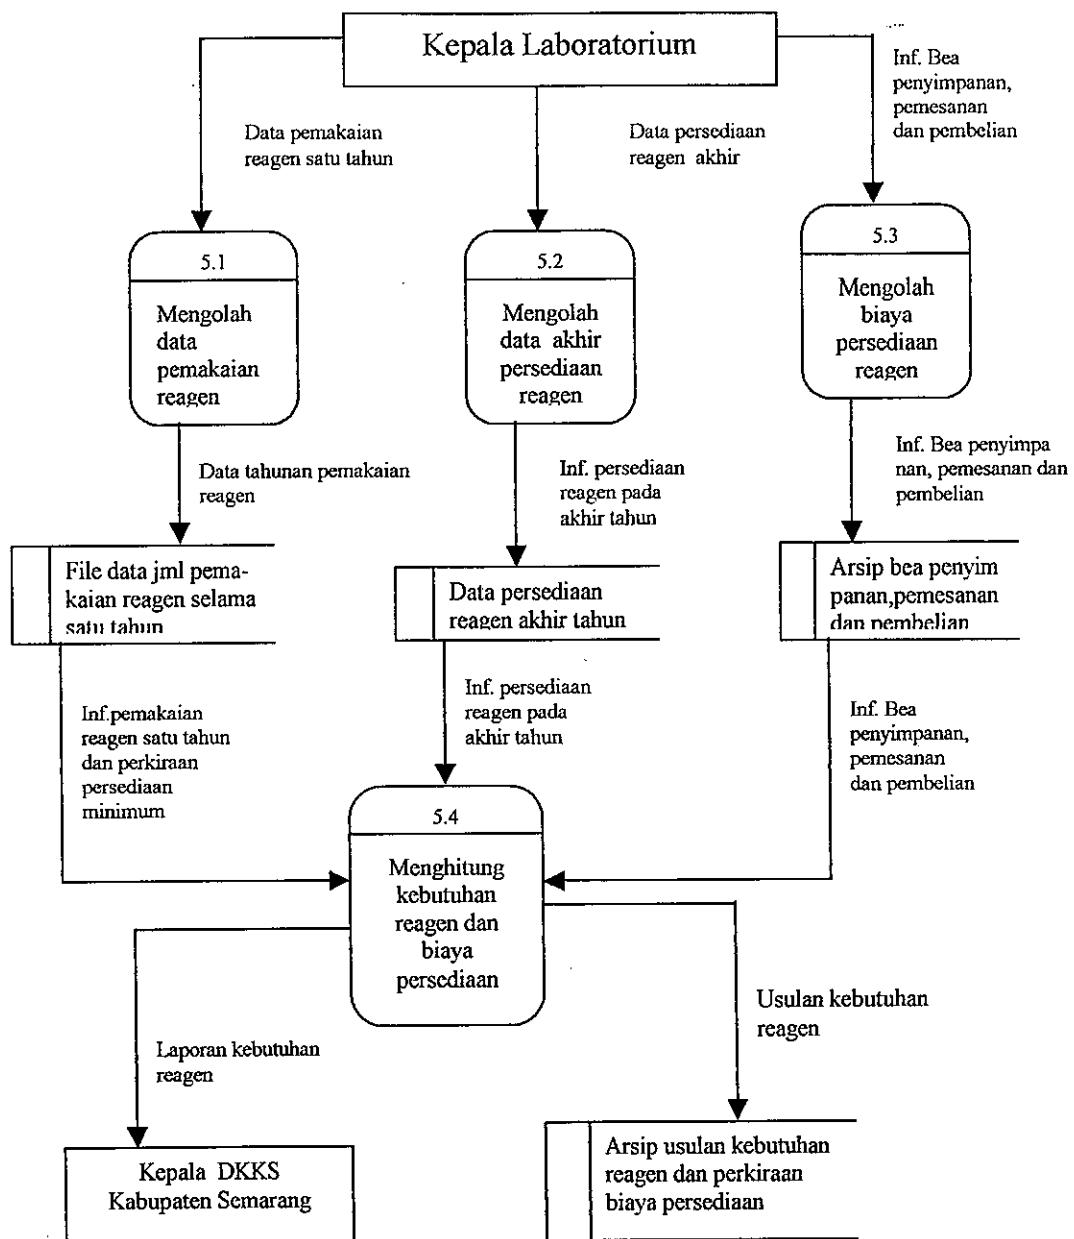 Kepala Laboratorium
Inf. Bea
penyimpanan,
pemesanan
dan pembelian
Data pemakaian
reagen satu tahun
Data persediaan
reagen akhir
5.1
Mengolah
data
pemakaian
reagen
5.2
Mengolah
data akhir
persediaan
reagen
5.3
Mengolah
biaya
persediaan
reagen
Data tahunan pemakaian
reagen
Inf. persediaan
reagen pada
akhir tahun
Inf. Bea penyimpa
nan, pemesanan dan
pembelian
File data jml pema-
kaian reagen selama
satu tahun
Data persediaan
reagen akhir tahun
Arsip bea penyim
panan,pemesanan
dan pembelian
Inf.pemakaian
reagen satu tahun
dan perkiraan
persediaan
minimum
Inf. persediaan
reagen pada
akhir tahun
Inf. Bea
penyimpanan,
pemesanan
dan pembelian
5.4
Menghitung
kebutuhan
reagen dan
biaya
persediaan
Laporan kebutuhan
reagen
Usulan kebutuhan
reagen
Kepala DKKS
Kabupaten Semarang
Arsip usulan kebutuhan
reagen dan perkiraan
biaya persediaan